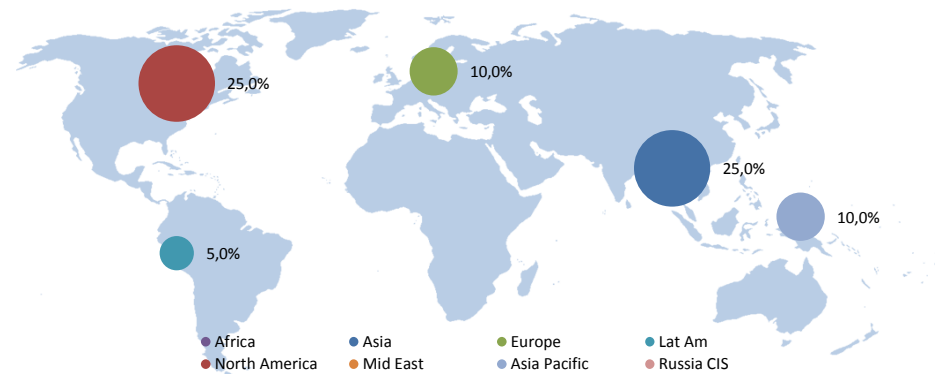 25,0%
10,0%
25,0%
10,0%
5,0%
Africa
Asia
Europe
Lat Am
North America
Mid East
Asia Pacific
Russia CIS